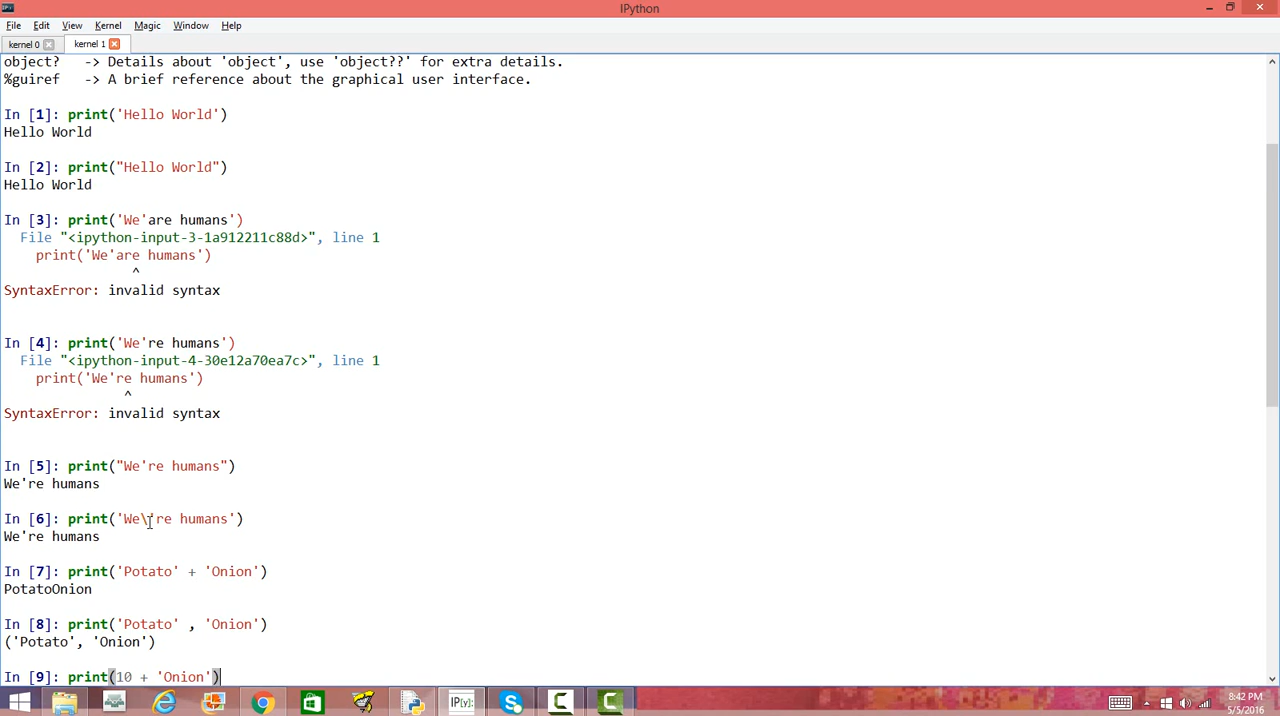 IPython
File Edit View Kernel Magic Window Help
kernel 0 kernel 1
object? -> Details about 'object', use 'object??' for extra details.
%guiref -> A brief reference about the graphical user interface.
In [1]: print('Hello World')
Hello World
In [2]: print("Hello World")
Hello World
In [3]: print('We'are humans')
File "<ipython-input-3-1a912211c88d>", line 1
print('We'are humans')
^
SyntaxError: invalid syntax
In [4]: print('We're humans')
File "<ipython-input-4-30e12a70ea7c>", line 1
print('We're humans')
^
SyntaxError: invalid syntax
In [5]: print("We're humans")
We're humans
In [6]: print('We\'re humans')
We're humans
In [7]: print('Potato' + 'Onion')
PotatoOnion
In [8]: print('Potato' , 'Onion')
('Potato', 'Onion')
In [9]: print(10 + 'Onion')
IP[y]:
8:42 PM
5/5/2016